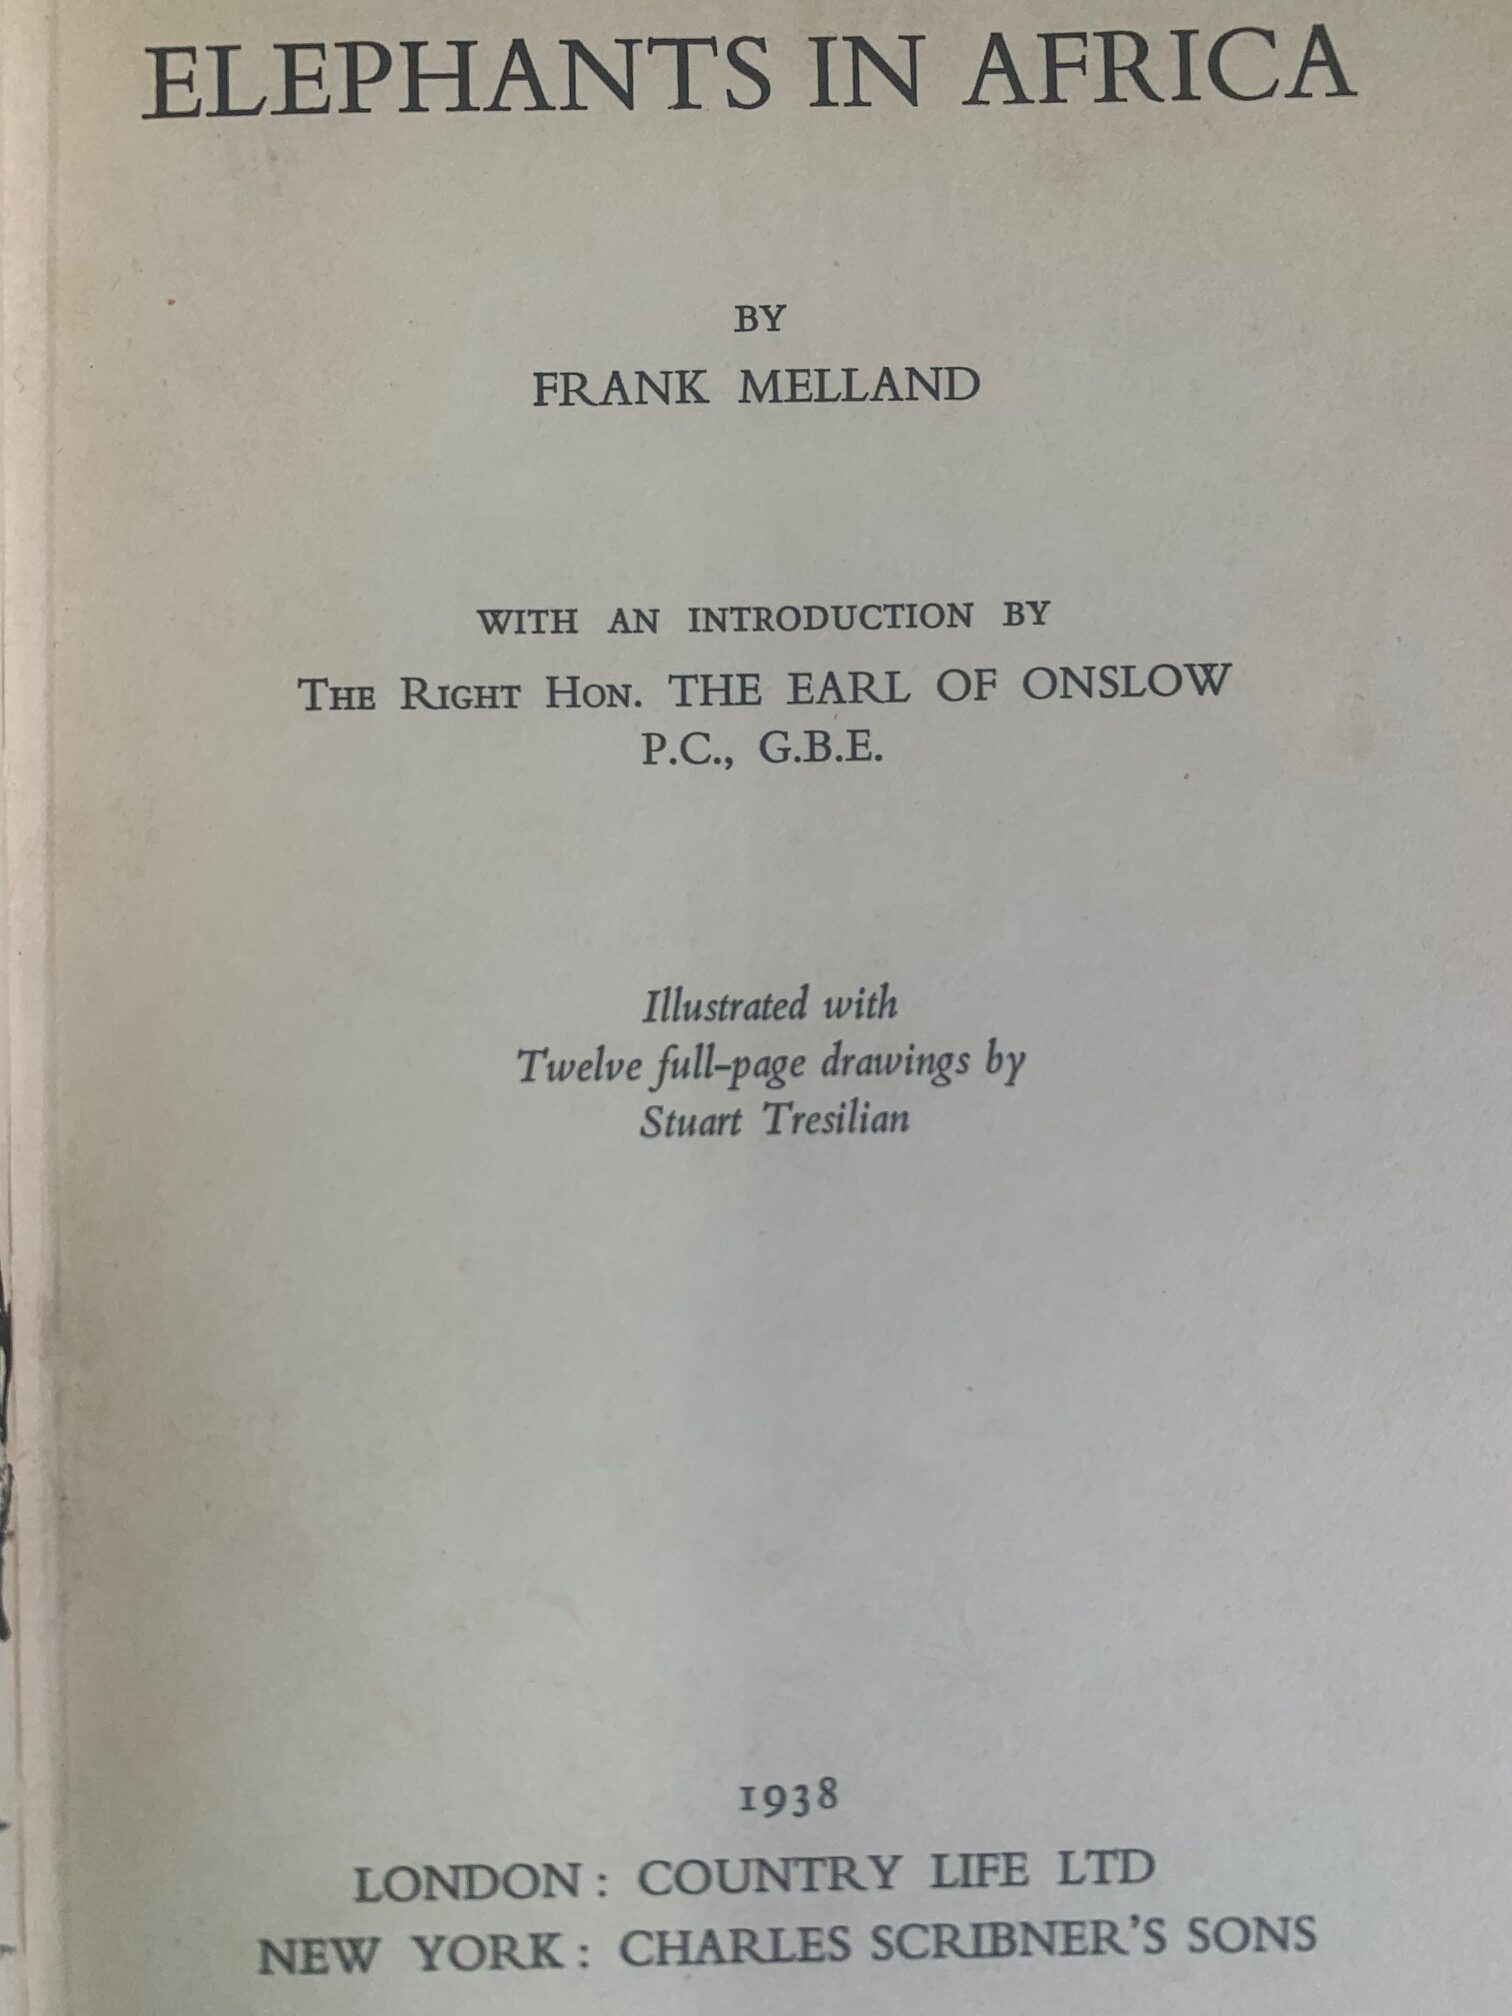 ELEPHANTS IN AFRICA
BY
FRANK MELLAND
WITH AN INTRODUCTION BY
THE RIGHT HON. THE EARL OF ONSLOW
P.C., G.B.E.
Illustrated with
Twelve full-page drawings by
Stuart Tresilian
1938
LONDON: COUNTRY LIFE LTD
NEW YORK: CHARLES SCRIBNER'S SONS